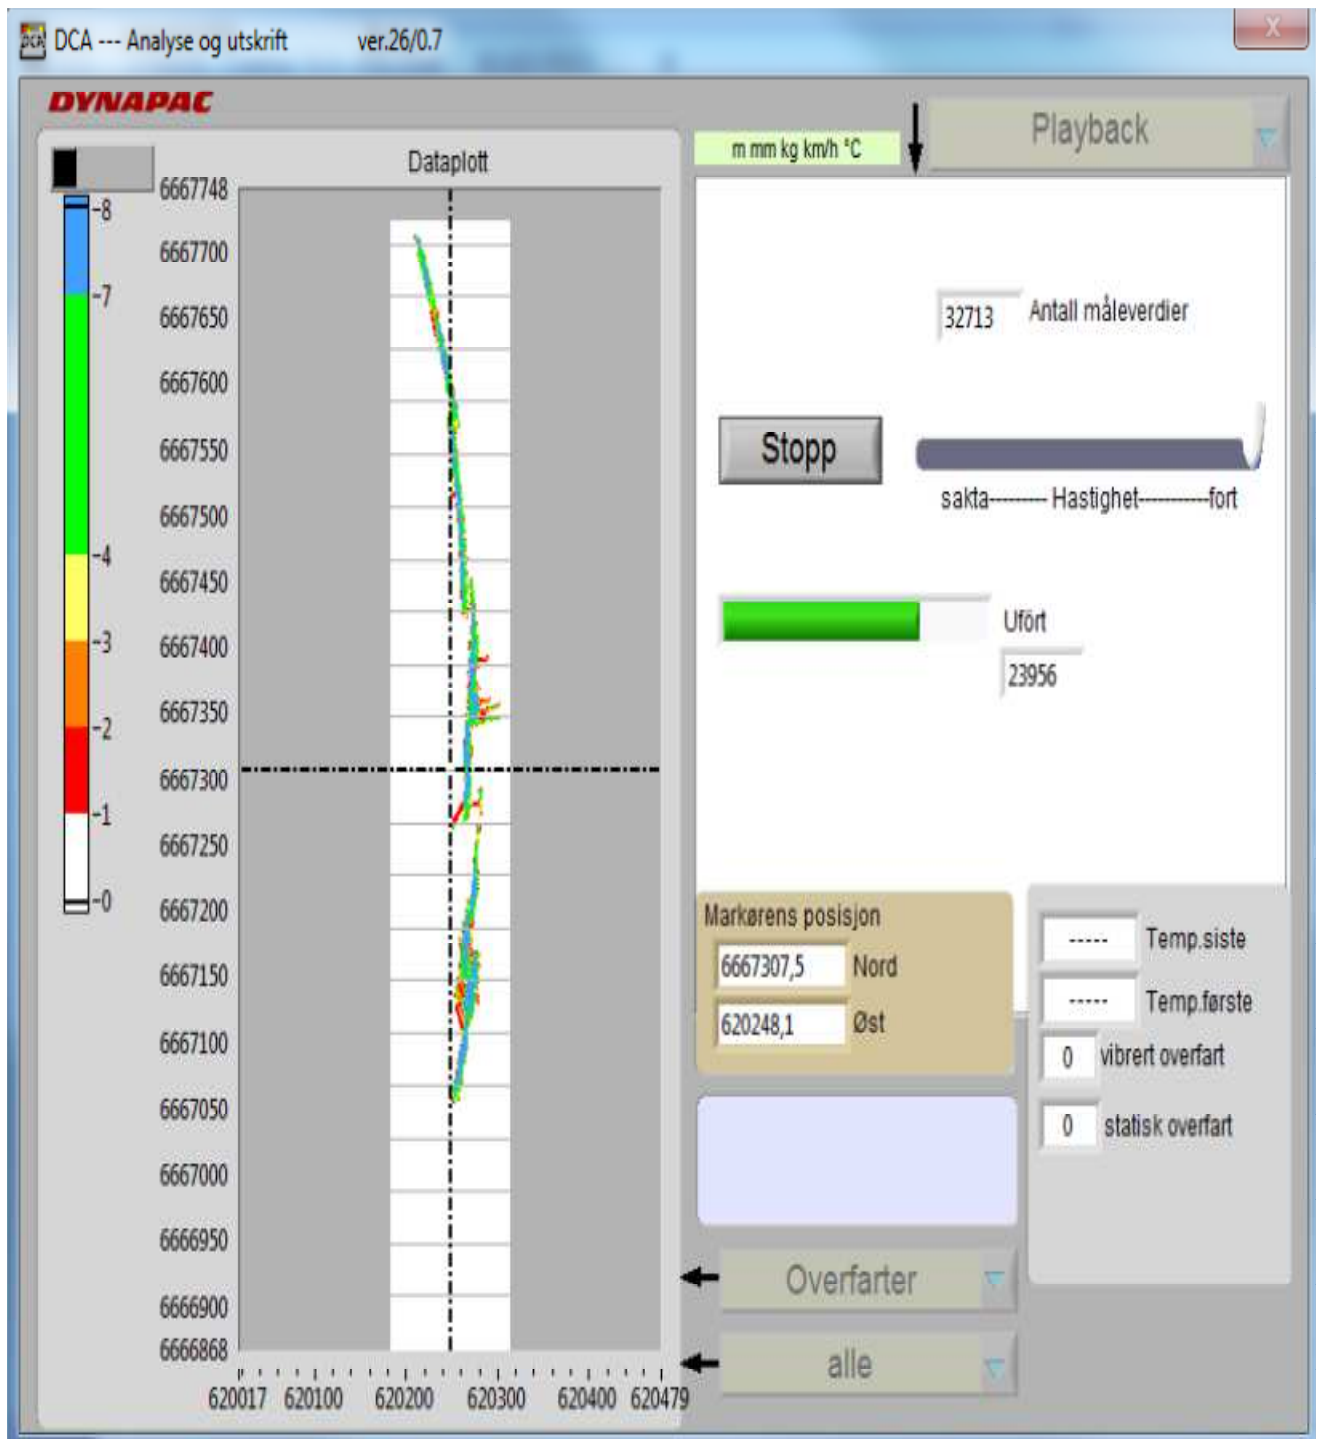 DCA --- Analyse og utskrift ver.26/0.7
X
DYNAPAC
Dataplott
8
7
4
3
2
1
0
6667748
6667700
6667650
6667600
6667550
6667500
6667450
6667400
6667350
6667300
6667250
6667200
6667150
6667100
6667050
6667000
6666950
6666900
6666868
620017 620100 620200 620300 620400 620479
m mm kg km/h °C
Playback
32713 Antall måleverdier
Stopp
sakta--------- Hastighet-----------fort
Ufört
23956
Markørens posisjon
6667307,5 Nord
620248,1 Øst
----- Temp.siste
----- Temp.første
0 vibrert overfart
0 statisk overfart
Overfarter
alle